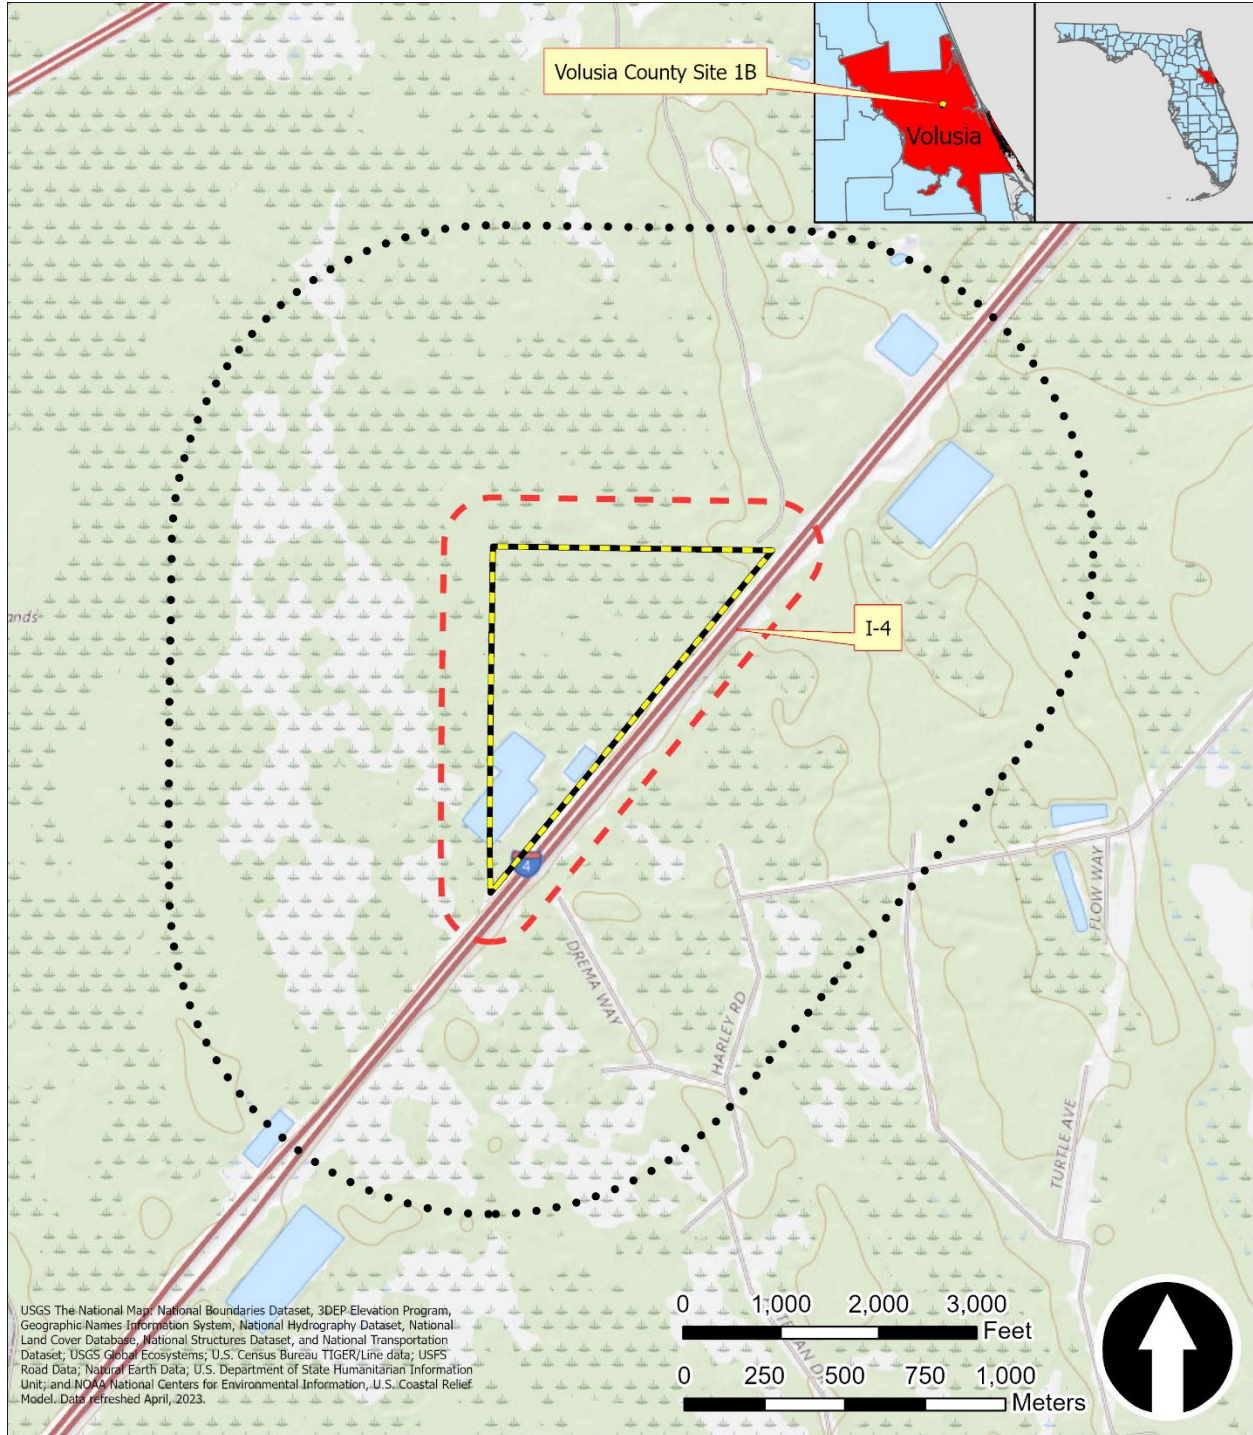 Volusia County Site 1B
Volusia
ands
I-4
4
FLOW WAY
DREMA WAY
HARLEY RD
TURTLE AVE
USGS The National Map: National Boundaries Dataset, 3DEP Elevation Program,
Geographic Names Information System, National Hydrography Dataset, National
Land Cover Database, National Structures Dataset, and National Transportation
Dataset; USGS Global Ecosystems; U.S. Census Bureau TIGER/Line data; USFS
Road Data; Natural Earth Data; U.S. Department of State Humanitarian Information
Unit; and NOAA National Centers for Environmental Information, U.S. Coastal Relief
Model. Data refreshed April, 2023.
0 1,000 2,000 3,000
Feet
0 250 500 750 1,000
Meters